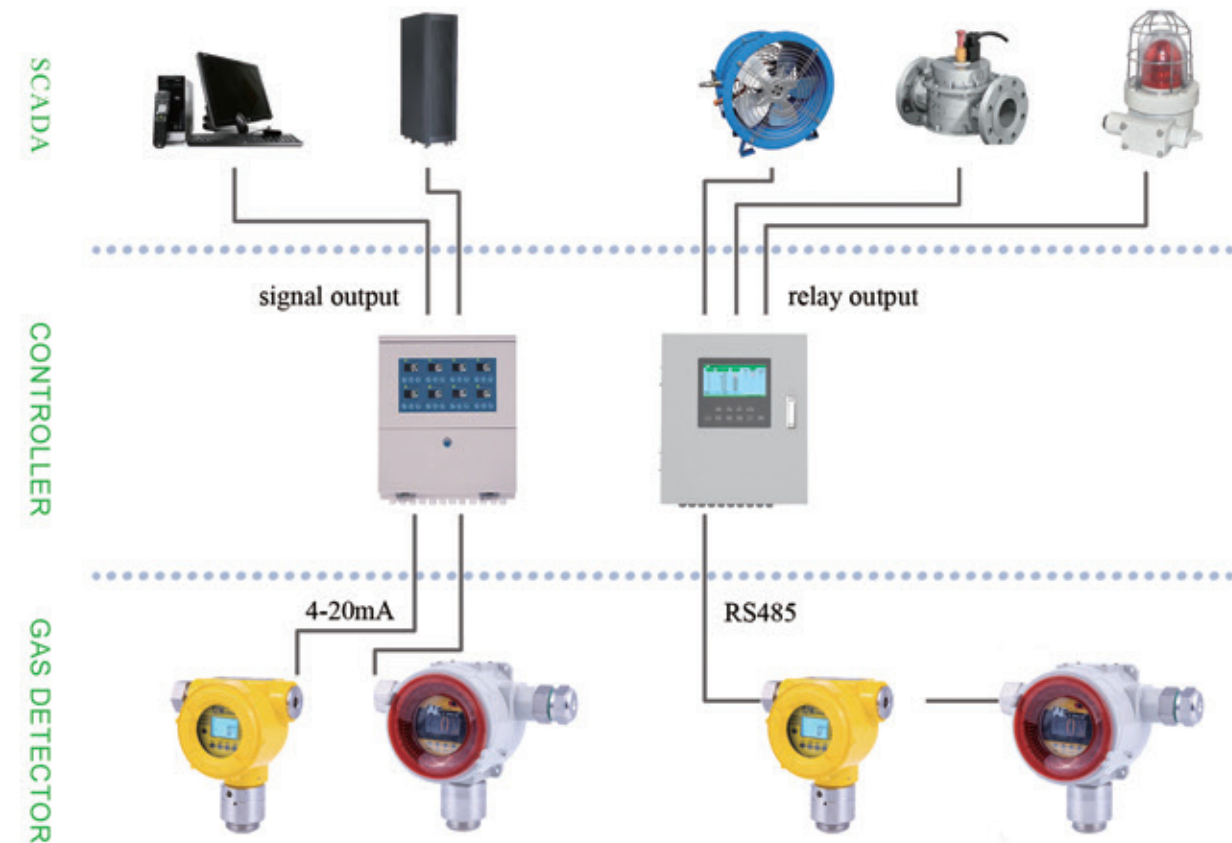 SCADA
signal output
relay output
CONTROLLER
4-20mA
RS485
GAS DETECTOR